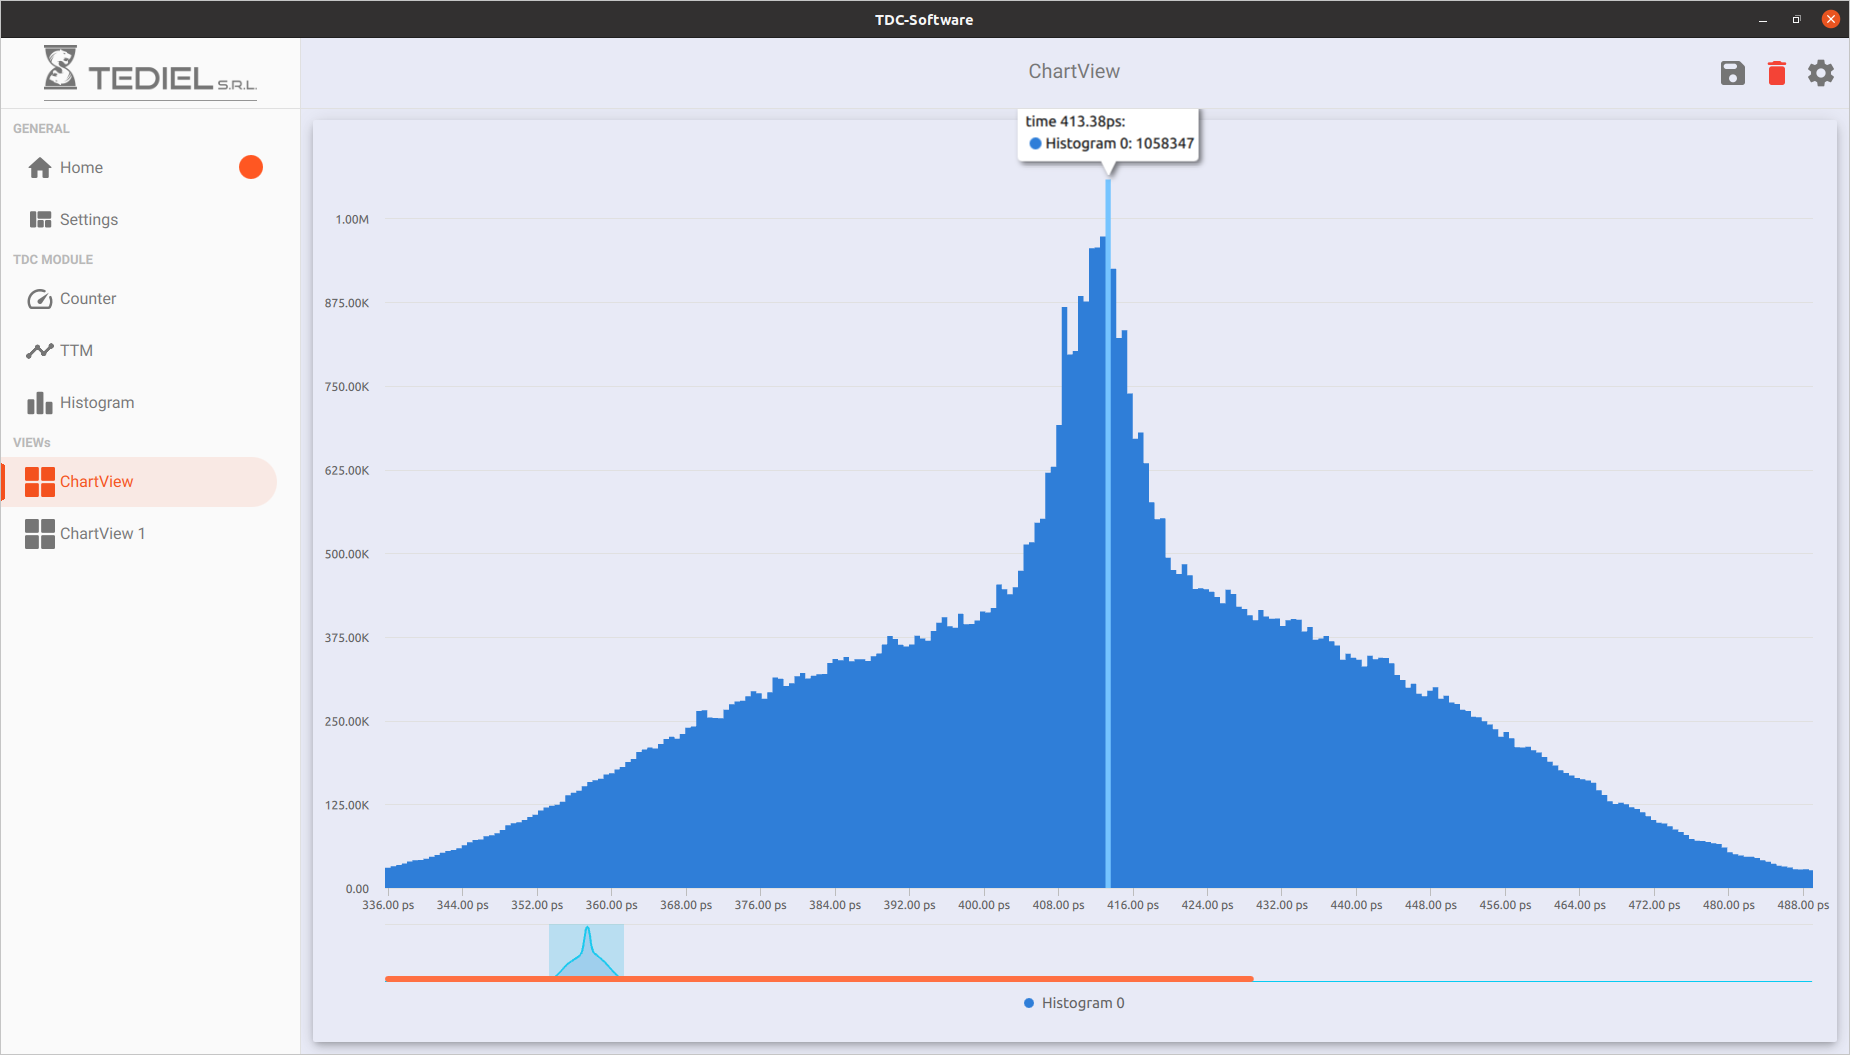 TDC-Software
TEDIEL S.R.L.
ChartView
GENERAL
Home
Settings
TDC MODULE
Counter
TTM
Histogram
VIEWs
ChartView
ChartView 1
time 413.38ps:
Histogram 0: 1058347
1.00M
875.00K
750.00K
625.00K
500.00K
375.00K
250.00K
125.00K
0.00
336.00 ps 344.00 ps 352.00 ps 360.00 ps 368.00 ps 376.00 ps 384.00 ps 392.00 ps 400.00 ps 408.00 ps 416.00 ps 424.00 ps 432.00 ps 440.00 ps 448.00 ps 456.00 ps 464.00 ps 472.00 ps 480.00 ps 488.00 ps
Histogram 0